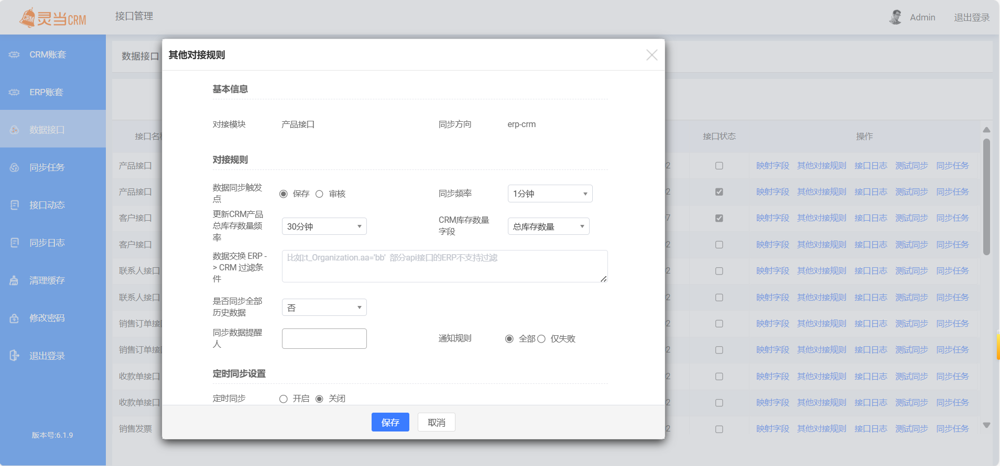 灵当CRM
接口管理
Admin
退出登录
CRM账套
ERP账套
数据接口
同步任务
接口动态
同步日志
清理缓存
修改密码
退出登录
版本号:6.1.9
数据接口
接口名称
接口状态
操作
产品接口
2
映射字段 其他对接规则 接口日志 测试同步 同步任务
产品接口
2
映射字段 其他对接规则 接口日志 测试同步 同步任务
客户接口
7
映射字段 其他对接规则 接口日志 测试同步 同步任务
客户接口
2
映射字段 其他对接规则 接口日志 测试同步 同步任务
联系人接口
2
映射字段 其他对接规则 接口日志 测试同步 同步任务
联系人接口
2
映射字段 其他对接规则 接口日志 测试同步 同步任务
销售订单接口
2
映射字段 其他对接规则 接口日志 测试同步 同步任务
销售订单接口
2
映射字段 其他对接规则 接口日志 测试同步 同步任务
收款单接口
2
映射字段 其他对接规则 接口日志 测试同步 同步任务
收款单接口
2
映射字段 其他对接规则 接口日志 测试同步 同步任务
销售发票
2
映射字段 其他对接规则 接口日志 测试同步 同步任务
其他对接规则
基本信息
对接模块
产品接口
同步方向
erp-crm
对接规则
数据同步触发
点
保存 审核
同步频率
1分钟
更新CRM产品
总库存数量频
率
30分钟
CRM库存数量
字段
总库存数量
数据交换 ERP -
> CRM 过滤条
件
比如:t_Organization.aa='bb' 部分api接口的ERP不支持过滤
是否同步全部
历史数据
否
同步数据提醒
人
通知规则
全部 仅失败
定时同步设置
定时同步
开启 关闭
保存
取消